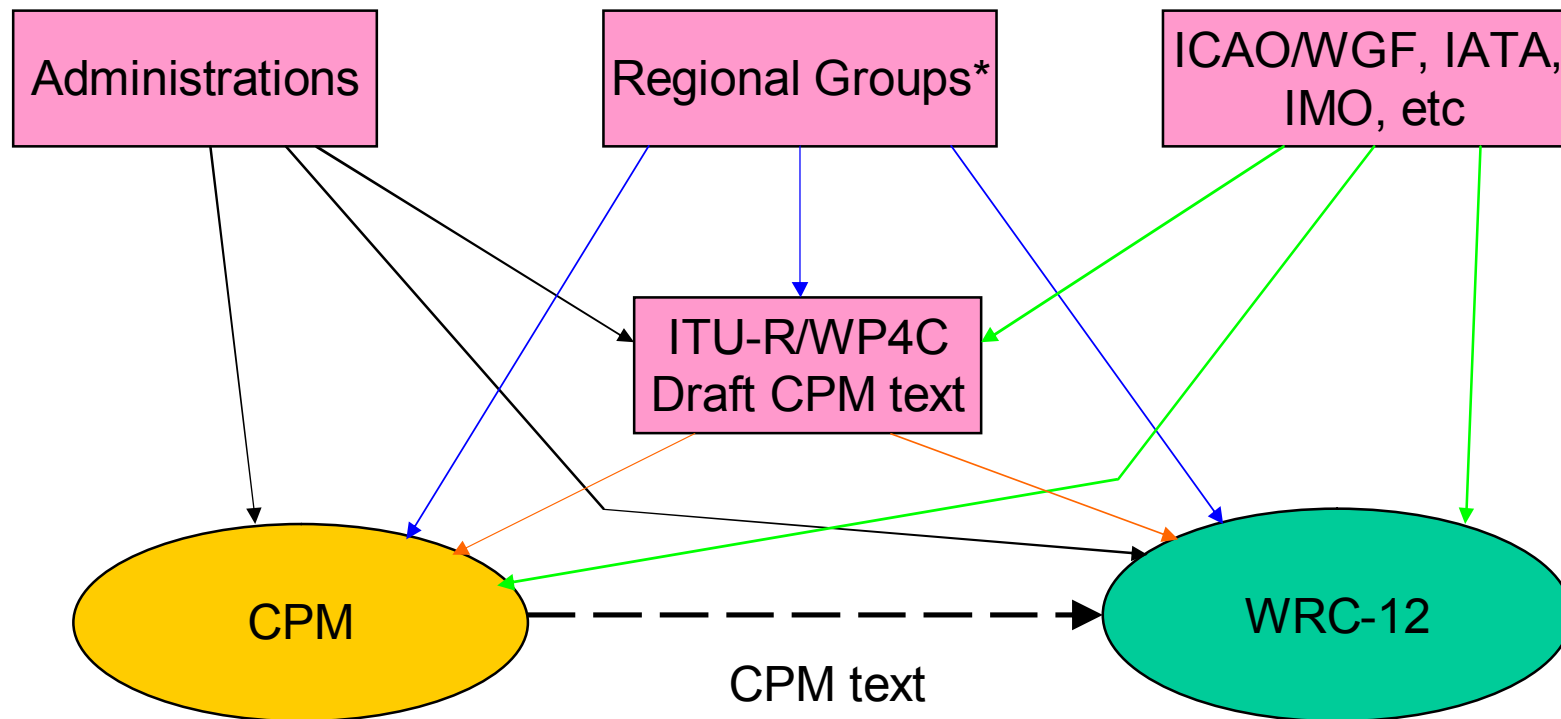 Administrations
Regional Groups*
ICAO/WGF, IATA,
IMO, etc
ITU-R/WP4C
Draft CPM text
CPM
WRC-12
CPM text